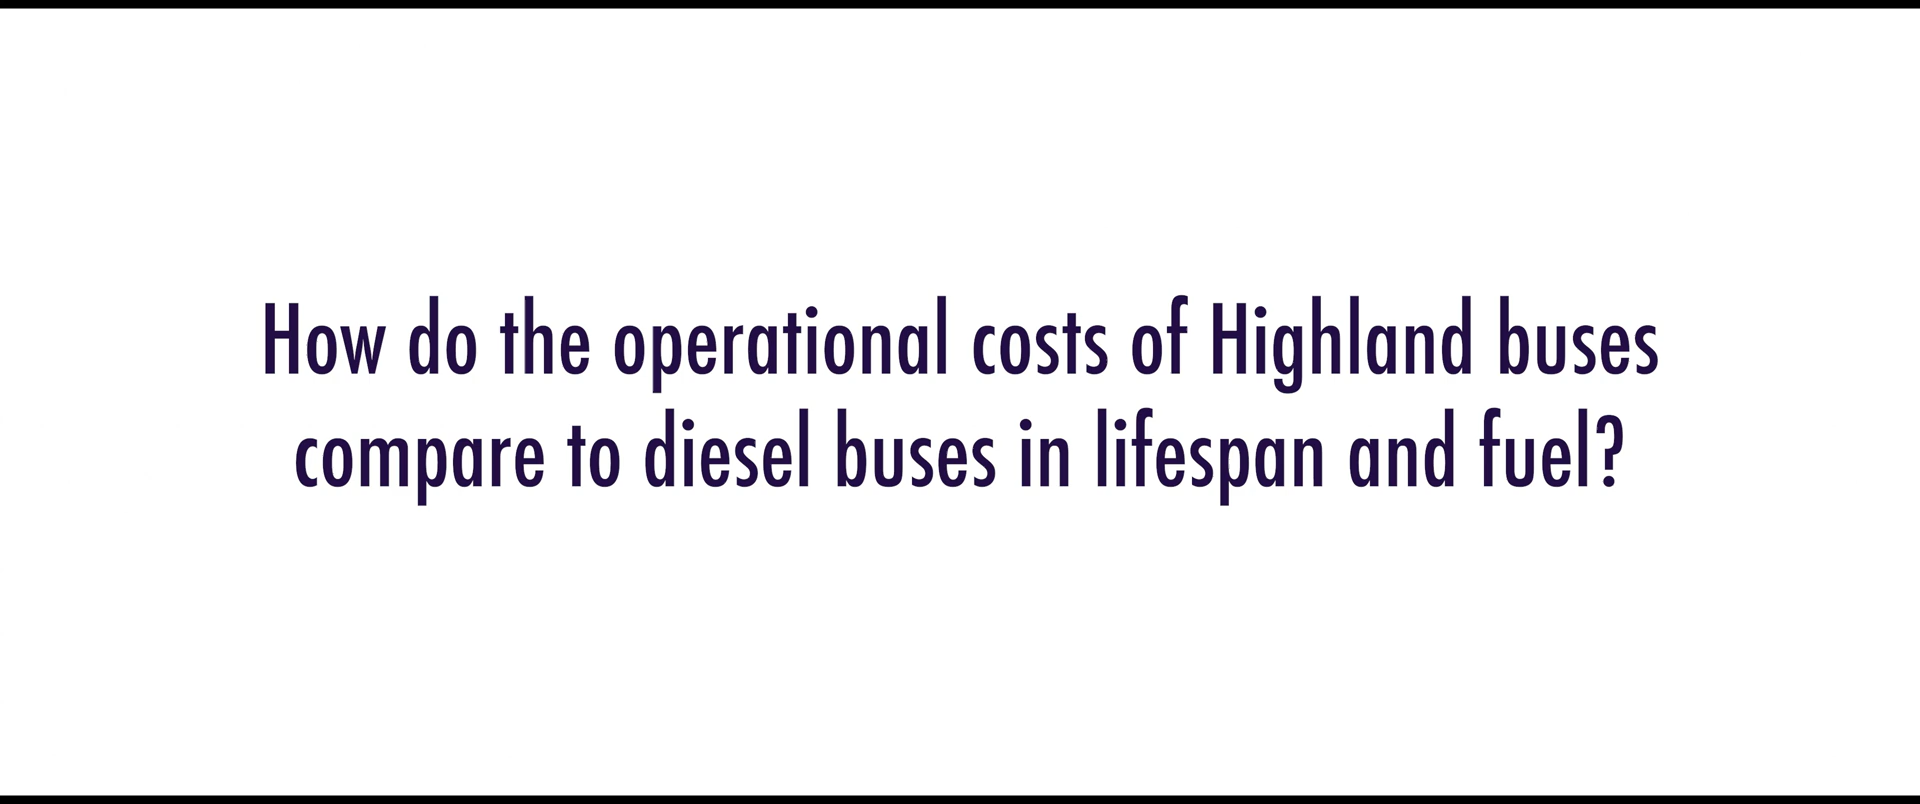 How do the operational costs of Highland buses
compare to diesel buses in lifespan and fuel?